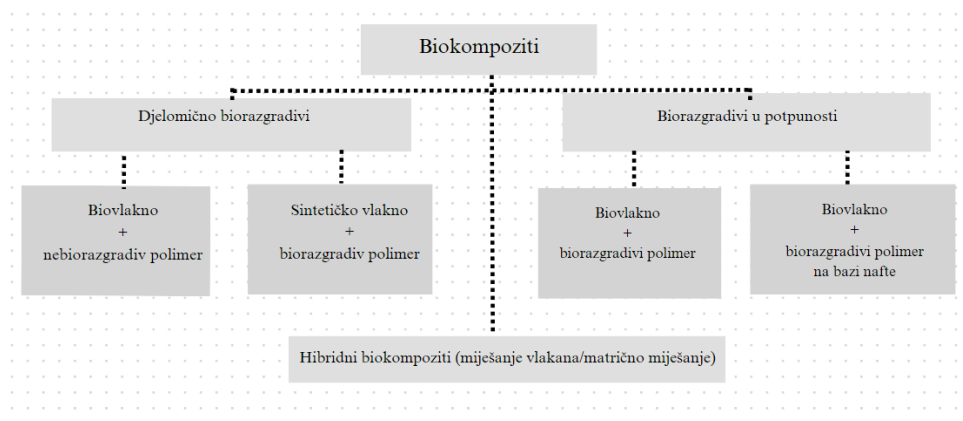 Biokompoziti
Djelomično biorazgradivi
Biorazgradivi u potpunosti
Biovlakno
+
nebiorazgradiv polimer
Sintetičko vlakno
+
biorazgradiv polimer
Biovlakno
+
biorazgradivi polimer
Biovlakno
+
biorazgradivi polimer
na bazi nafte
Hibridni biokompoziti (miješanje vlakana/matrično miješanje)